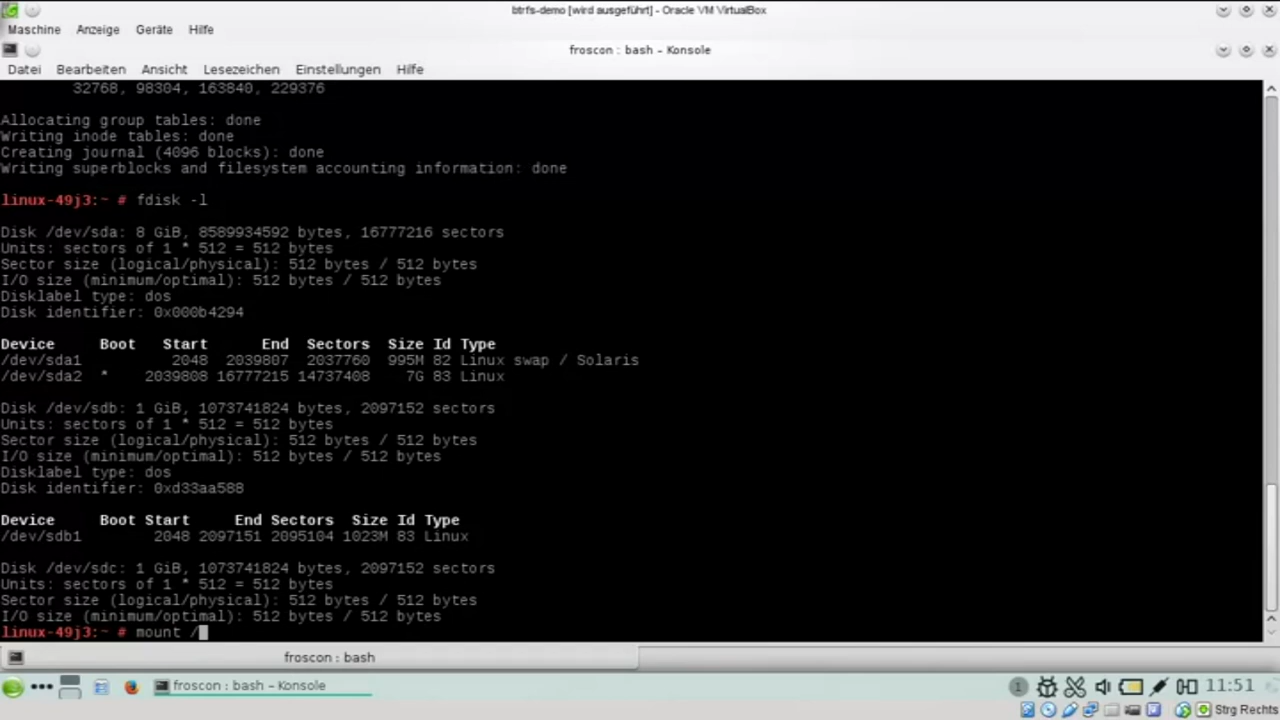 btrfs-demo [wird ausgeführt] - Oracle VM VirtualBox
Maschine Anzeige Geräte Hilfe
froscon : bash – Konsole
Datei Bearbeiten Ansicht Lesezeichen Einstellungen Hilfe
32768, 98304, 163840, 229376
Allocating group tables: done
Writing inode tables: done
Creating journal (4096 blocks): done
Writing superblocks and filesystem accounting information: done
linux-49j3:~ # fdisk -l
Disk /dev/sda: 8 GiB, 8589934592 bytes, 16777216 sectors
Units: sectors of 1 * 512 = 512 bytes
Sector size (logical/physical): 512 bytes / 512 bytes
I/O size (minimum/optimal): 512 bytes / 512 bytes
Disklabel type: dos
Disk identifier: 0x000b4294
Device Boot Start End Sectors Size Id Type
/dev/sda1 2048 2039807 2037760 995M 82 Linux swap / Solaris
/dev/sda2 * 2039808 16777215 14737408 7G 83 Linux
Disk /dev/sdb: 1 GiB, 1073741824 bytes, 2097152 sectors
Units: sectors of 1 * 512 = 512 bytes
Sector size (logical/physical): 512 bytes / 512 bytes
I/O size (minimum/optimal): 512 bytes / 512 bytes
Disklabel type: dos
Disk identifier: 0xd33aa588
Device Boot Start End Sectors Size Id Type
/dev/sdb1 2048 2097151 2095104 1023M 83 Linux
Disk /dev/sdc: 1 GiB, 1073741824 bytes, 2097152 sectors
Units: sectors of 1 * 512 = 512 bytes
Sector size (logical/physical): 512 bytes / 512 bytes
I/O size (minimum/optimal): 512 bytes / 512 bytes
linux-49j3:~ # mount /
froscon : bash
froscon : bash – Konsole
1
11:51
Strg Rechts